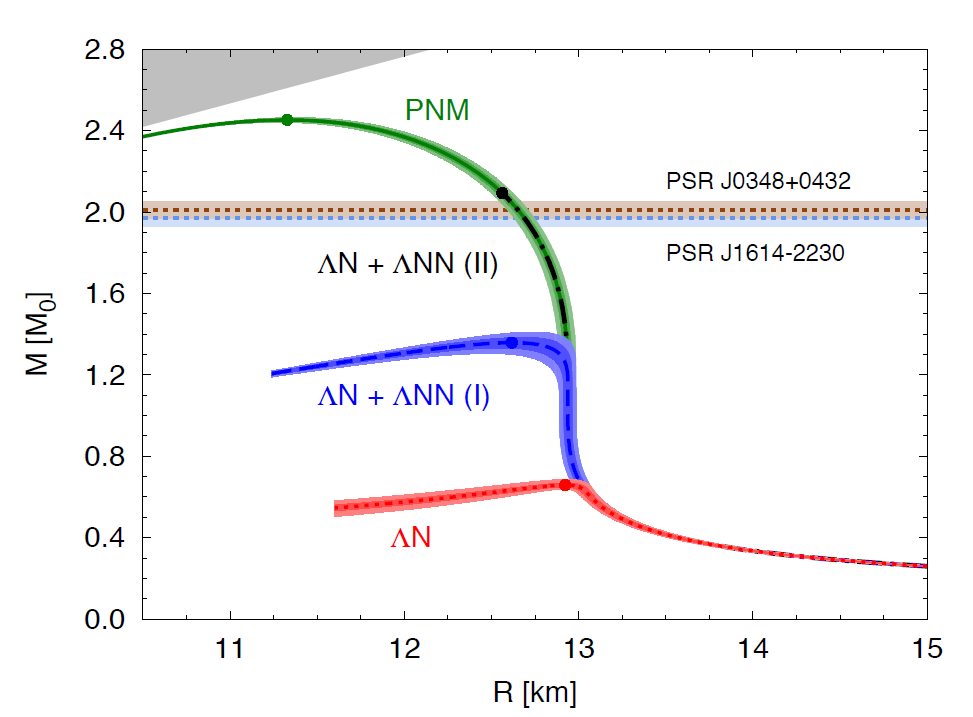 2.8
2.4
2.0
1.6
1.2
0.8
0.4
0.0
M [M₀]
PNM
PSR J0348+0432
PSR J1614-2230
ΛN + ΛNN (II)
ΛN + ΛNN (I)
ΛN
11 12 13 14 15
R [km]